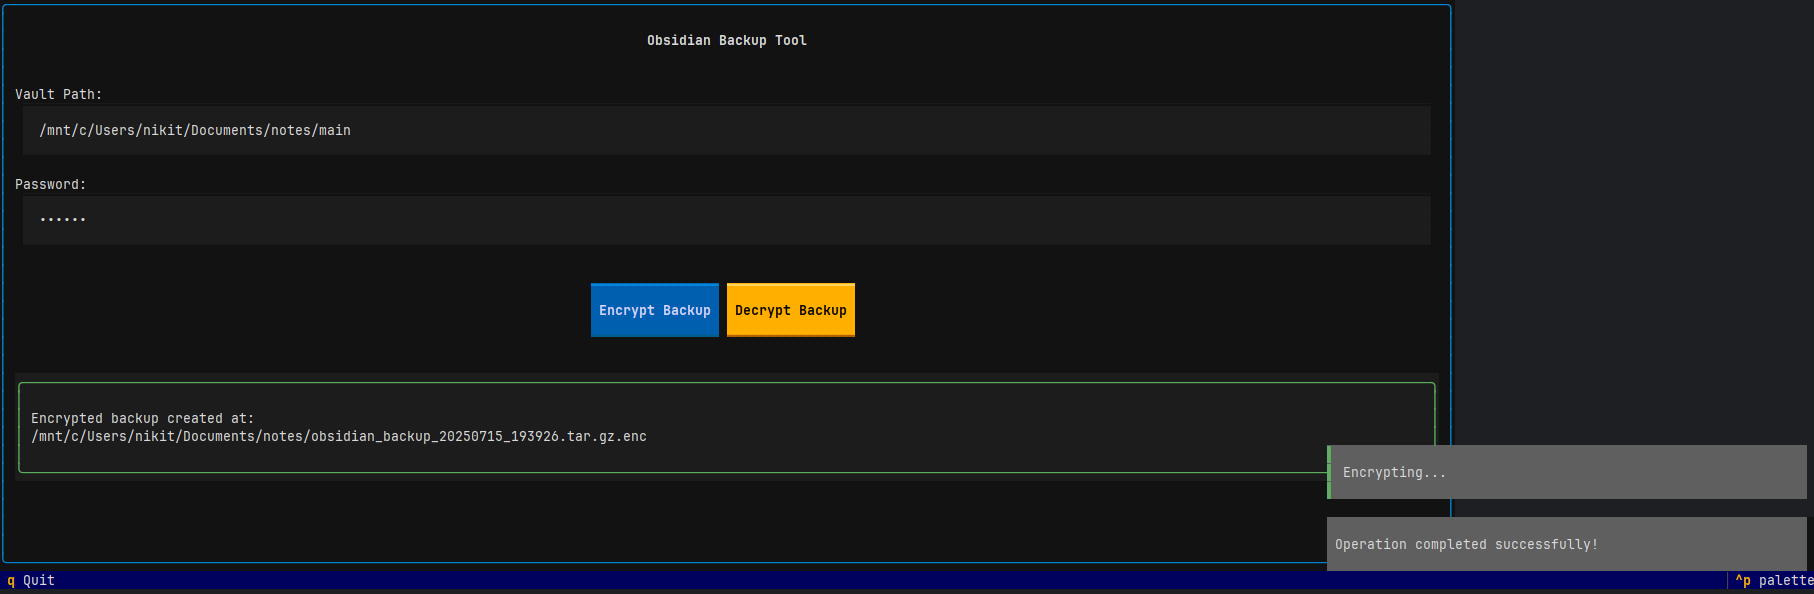 Obsidian Backup Tool
Vault Path:
/mnt/c/Users/nikit/Documents/notes/main
Password:
••••••
Encrypt Backup
Decrypt Backup
Encrypted backup created at:
/mnt/c/Users/nikit/Documents/notes/obsidian_backup_20250715_193926.tar.gz.enc
Encrypting...
Operation completed successfully!
q Quit
^p palette